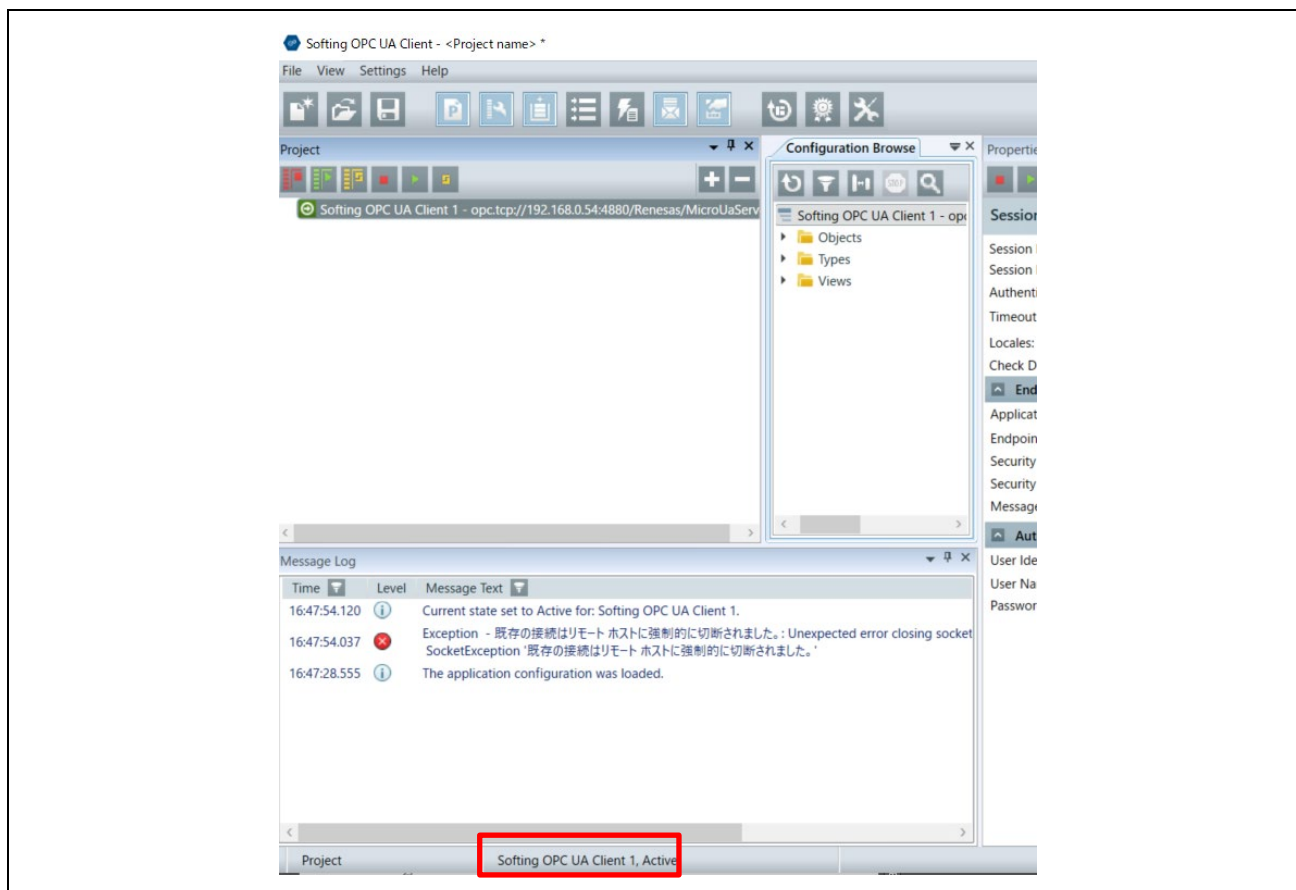 Softing OPC UA Client - <Project name> *
File View Settings Help
Project
Softing OPC UA Client 1 - opc.tcp://192.168.0.54:4880/Renesas/MicroUaServ
Configuration Browse
Softing OPC UA Client 1 - opc
Objects
Types
Views
Propertie
Session
Session
Session
Authenti
Timeout
Locales:
Check D
End
Applicat
Endpoin
Security
Security
Message
Aut
User Ide
User Na
Passwor
Message Log
Time Level Message Text
16:47:54.120 Current state set to Active for: Softing OPC UA Client 1.
16:47:54.037 Exception - 既存の接続はリモート ホストに強制的に切断されました。: Unexpected error closing socket
SocketException '既存の接続はリモート ホストに強制的に切断されました。'
16:47:28.555 The application configuration was loaded.
Project Softing OPC UA Client 1, Active